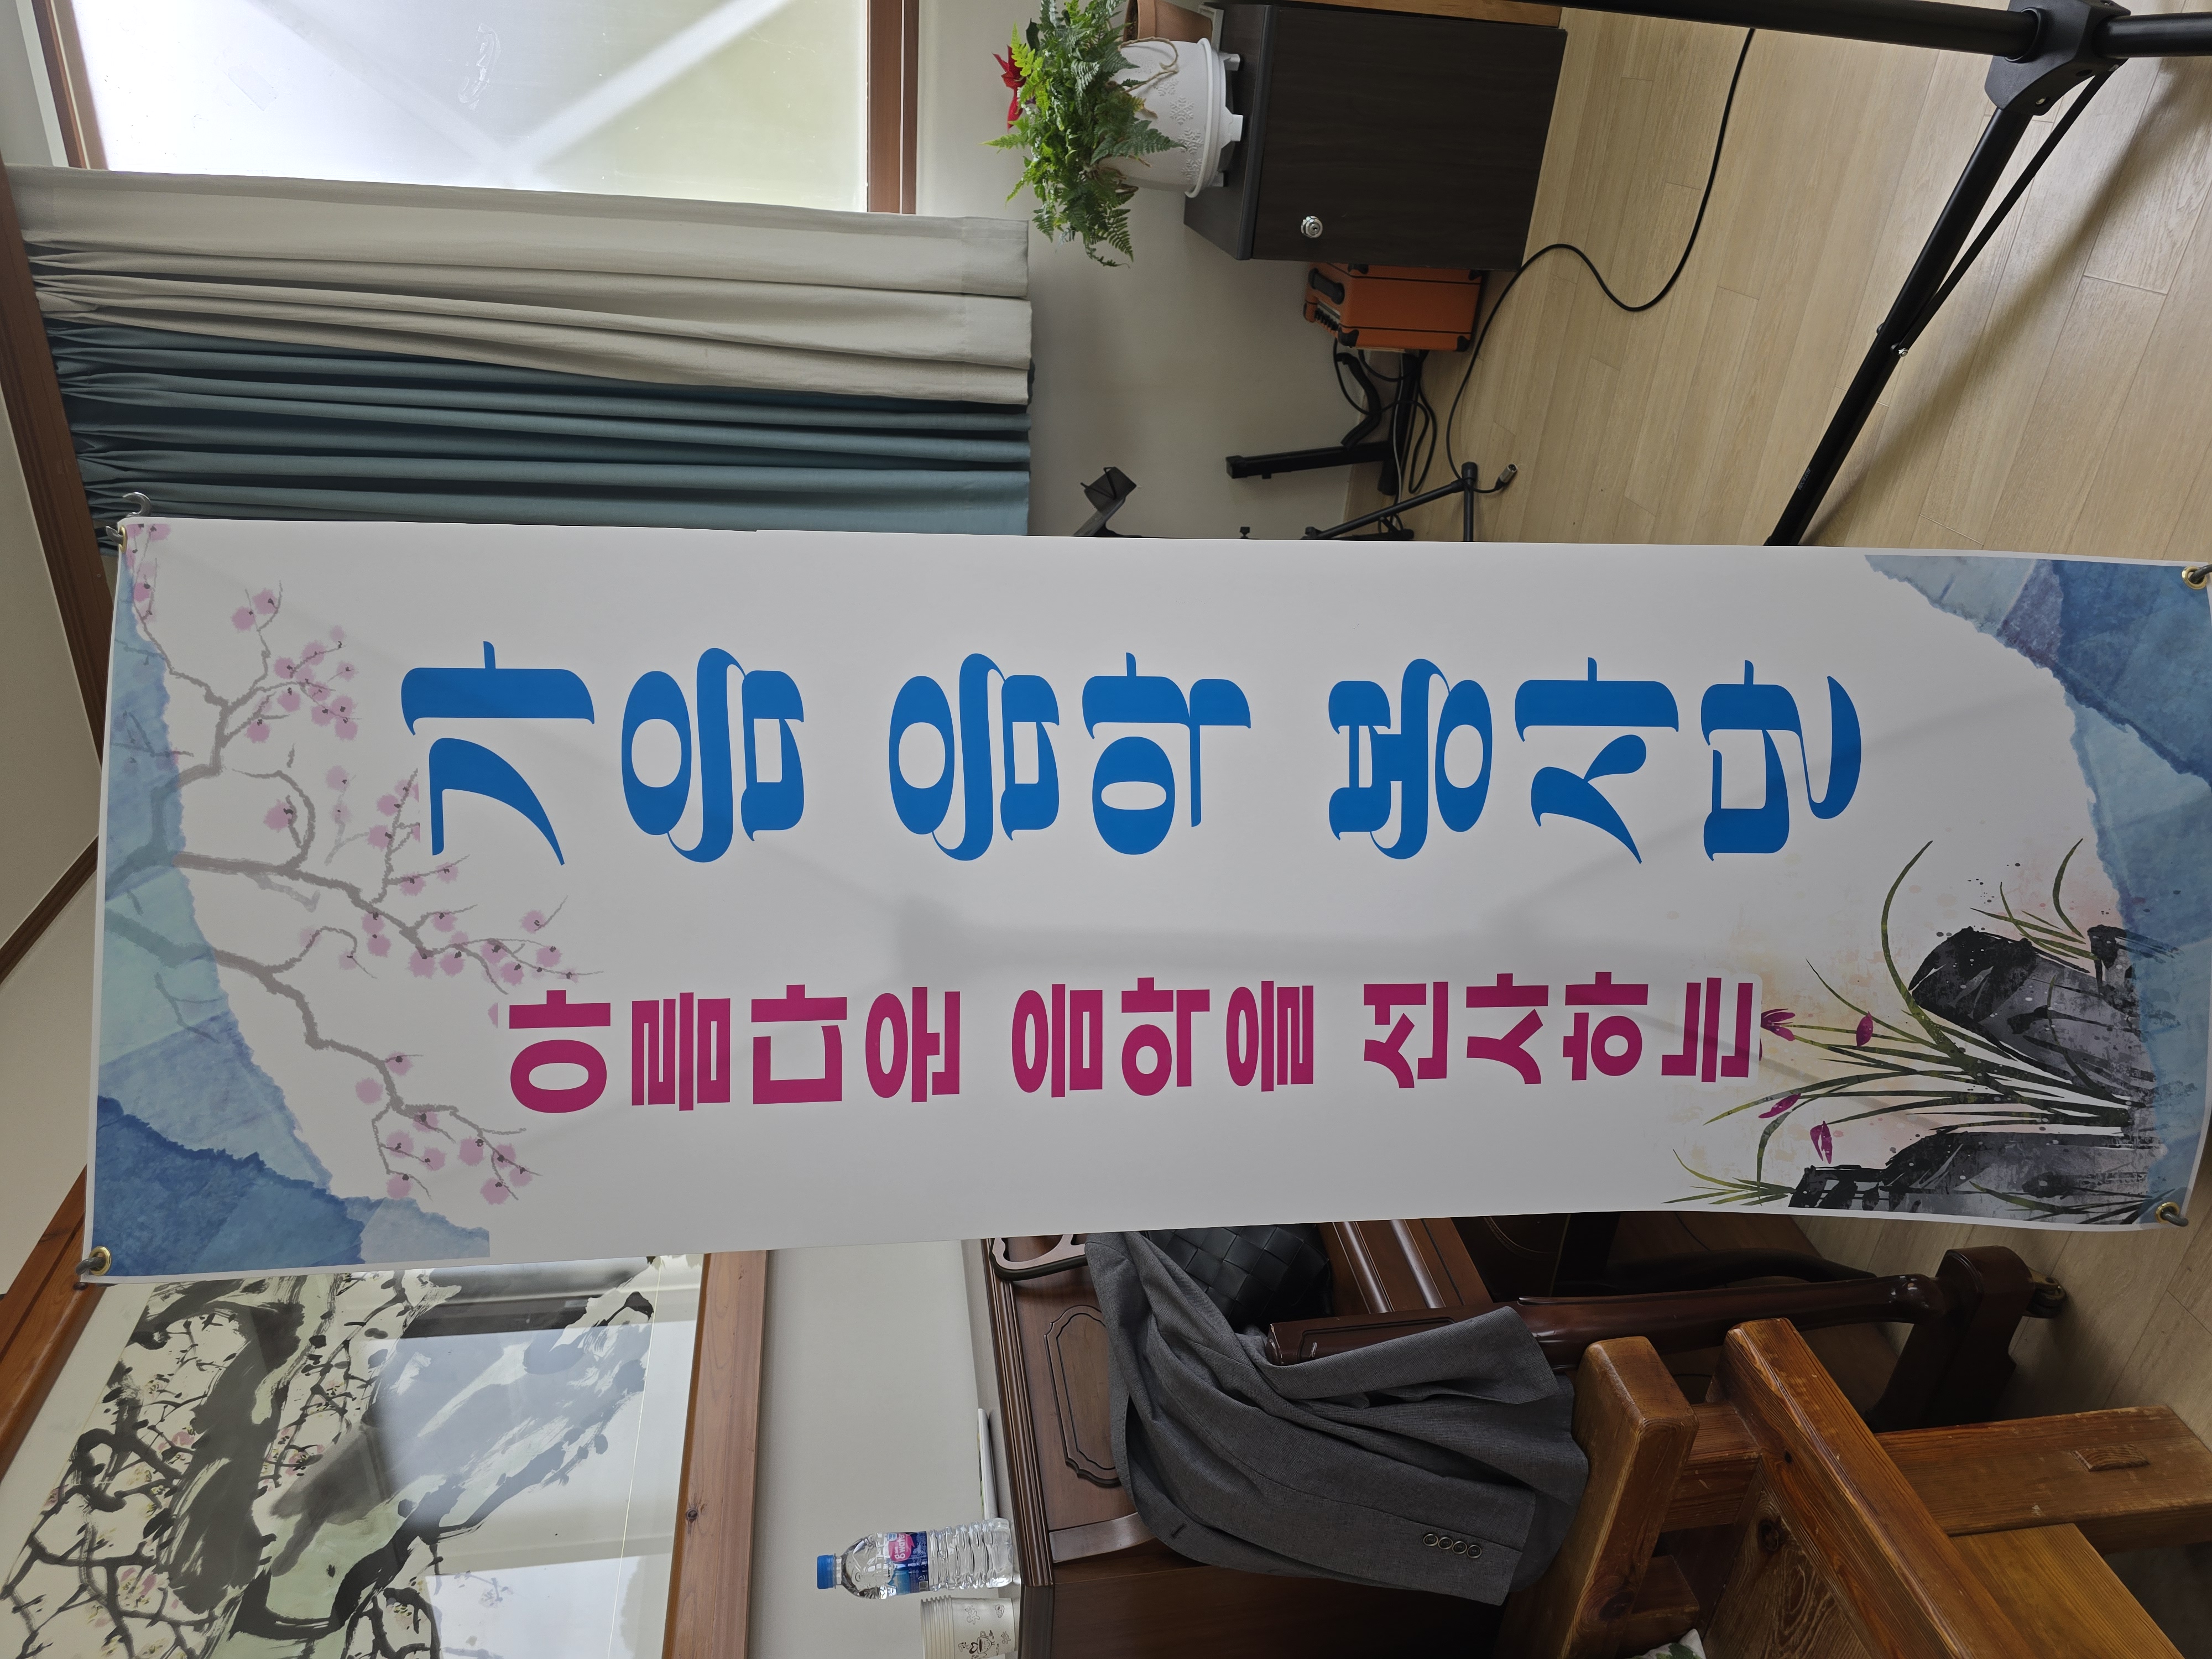 아름다운 음악을 선사하는
가음 음악 봉사단